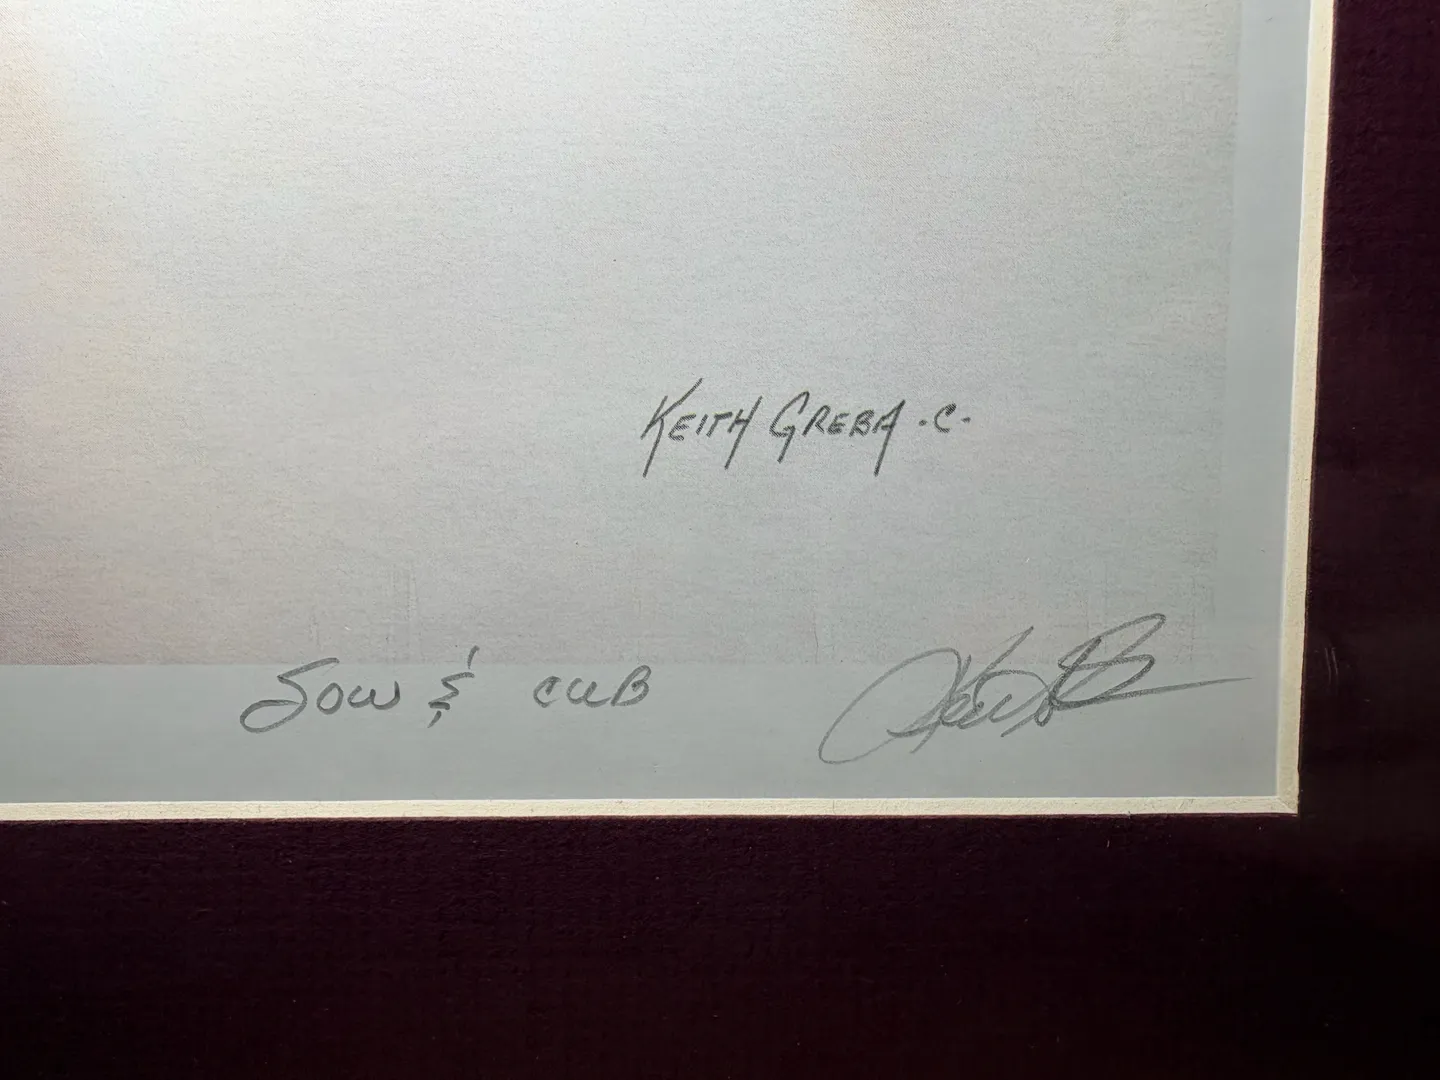 KEITH GREBA .C.
Sow & CUB